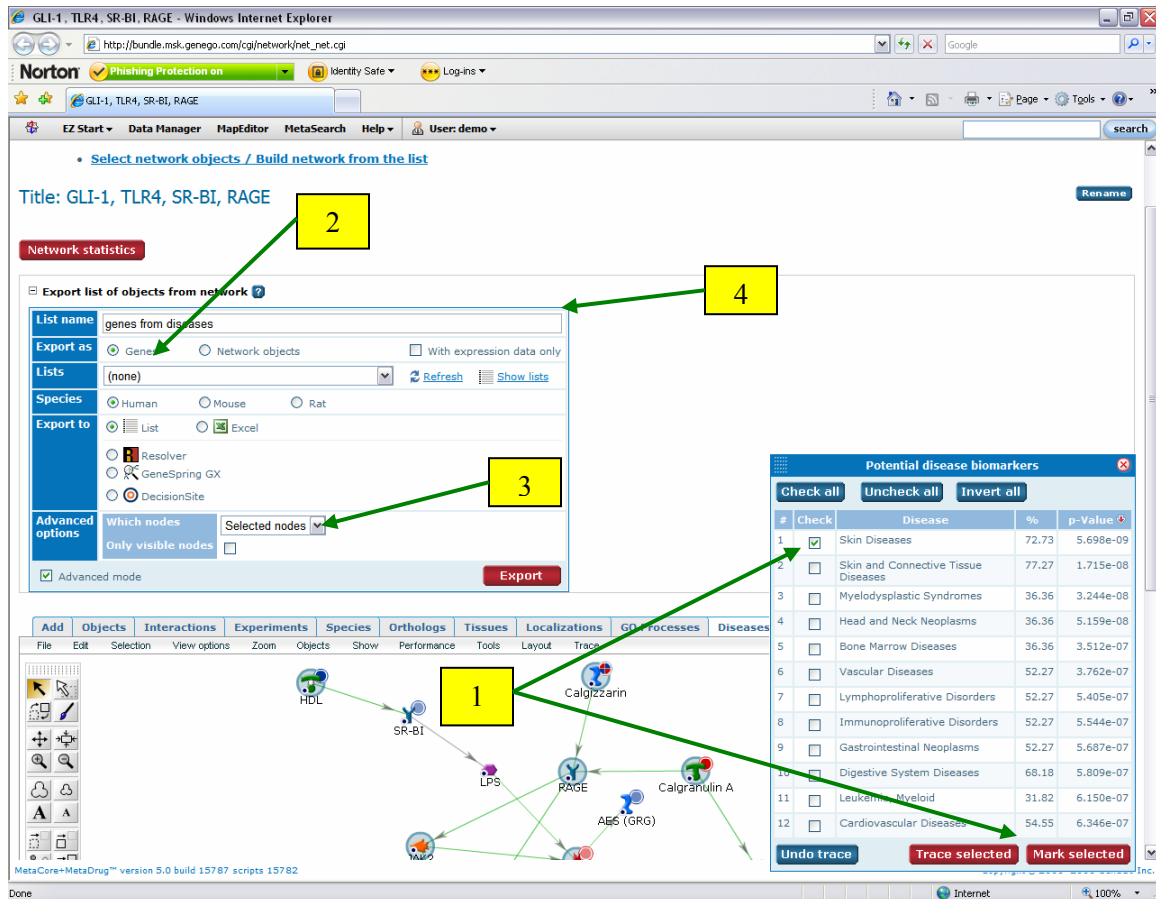 GLI-1, TLR4, SR-BI, RAGE - Windows Internet Explorer
http://bundle.msk.genego.com/cgi/network/net_net.cgi
Google
Norton Phishing Protection on Identity Safe Log-ins
GLI-1, TLR4, SR-BI, RAGE
Page Tools »
EZ Start Data Manager MapEditor MetaSearch Help User: demo search
• Select network objects / Build network from the list
Title: GLI-1, TLR4, SR-BI, RAGE
Rename
2
Network statistics
Export list of objects from network ?
4
List name genes from diseases
Export as Genes Network objects With expression data only
Lists (none) Refresh Show lists
Species Human Mouse Rat
Export to List Excel
Resolver
GeneSpring GX
DecisionSite
3
Advanced options Which nodes Selected nodes
Only visible nodes
Advanced mode Export
Potential disease biomarkers
Check all Uncheck all Invert all
# Check Disease % p-Value
1 Skin Diseases 72.73 5.698e-09
2 Skin and Connective Tissue
Diseases 77.27 1.715e-08
3 Myelodysplastic Syndromes 36.36 3.244e-08
4 Head and Neck Neoplasms 36.36 5.159e-08
5 Bone Marrow Diseases 36.36 3.512e-07
6 Vascular Diseases 52.27 3.762e-07
7 Lymphoproliferative Disorders 52.27 5.405e-07
8 Immunoproliferative Disorders 52.27 5.544e-07
9 Gastrointestinal Neoplasms 52.27 5.687e-07
10 Digestive System Diseases 68.18 5.809e-07
11 Leukemia, Myeloid 31.82 6.150e-07
12 Cardiovascular Diseases 54.55 6.346e-07
Undo trace Trace selected Mark selected
Add Objects Interactions Experiments Species Orthologs Tissues Localizations GO Processes Diseases
File Edit Selection View options Zoom Objects Show Performance Tools Layout Trace
1
HDL
Calgizzarin
SR-BI
LPS
RAGE
Calgranulin A
AES (GRG)
JAK2
A A
MetaCore+MetaDrug™ version 5.0 build 15787 scripts 15782
Inc.
Done Internet 100%